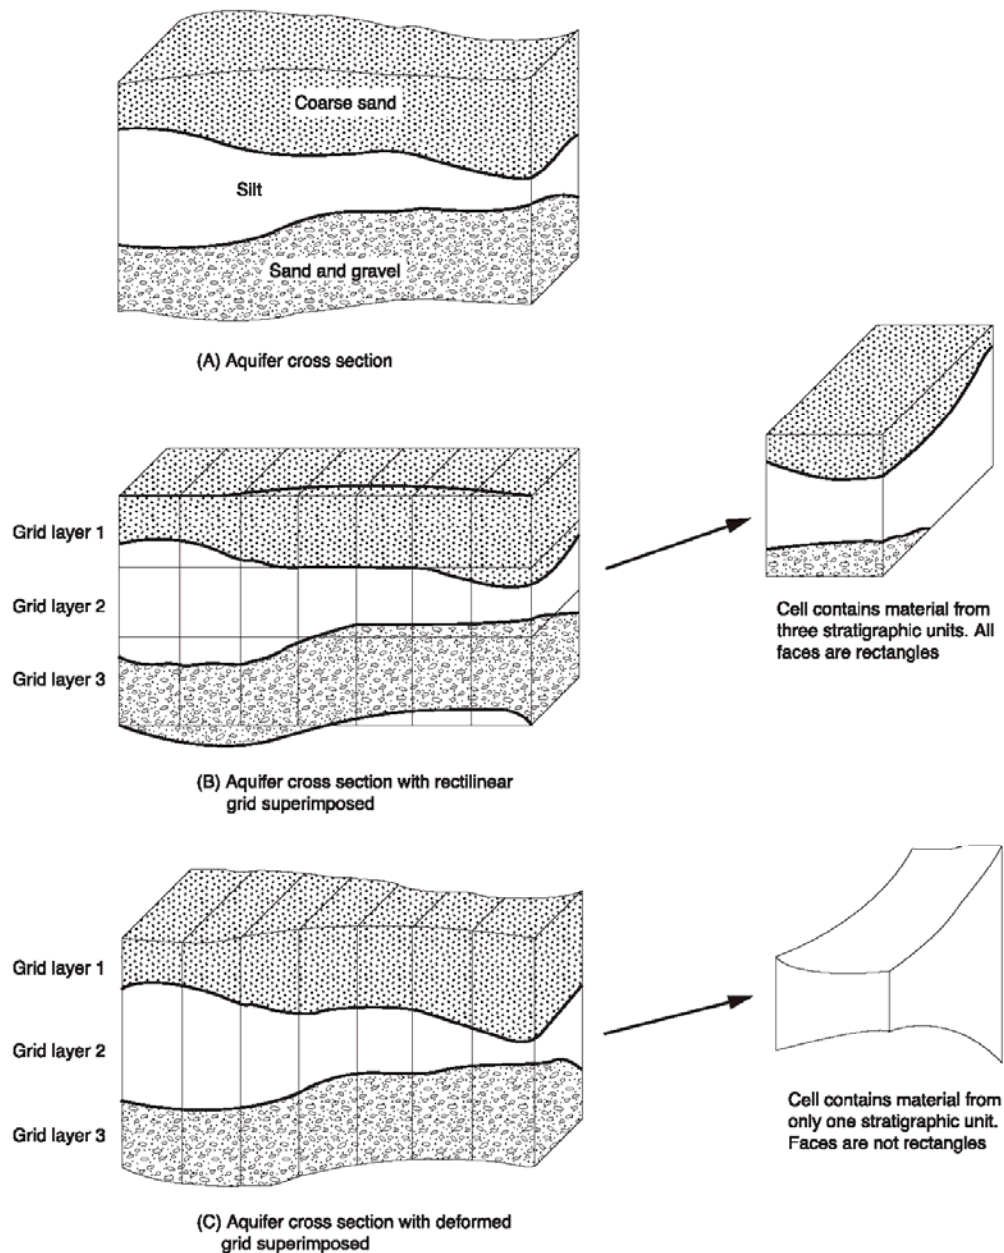 Coarse sand
Silt
Sand and gravel
(A) Aquifer cross section
Grid layer 1
Grid layer 2
Grid layer 3
Cell contains material from
three stratigraphic units. All
faces are rectangles
(B) Aquifer cross section with rectilinear
grid superimposed
Grid layer 1
Grid layer 2
Grid layer 3
Cell contains material from
only one stratigraphic unit.
Faces are not rectangles
(C) Aquifer cross section with deformed
grid superimposed